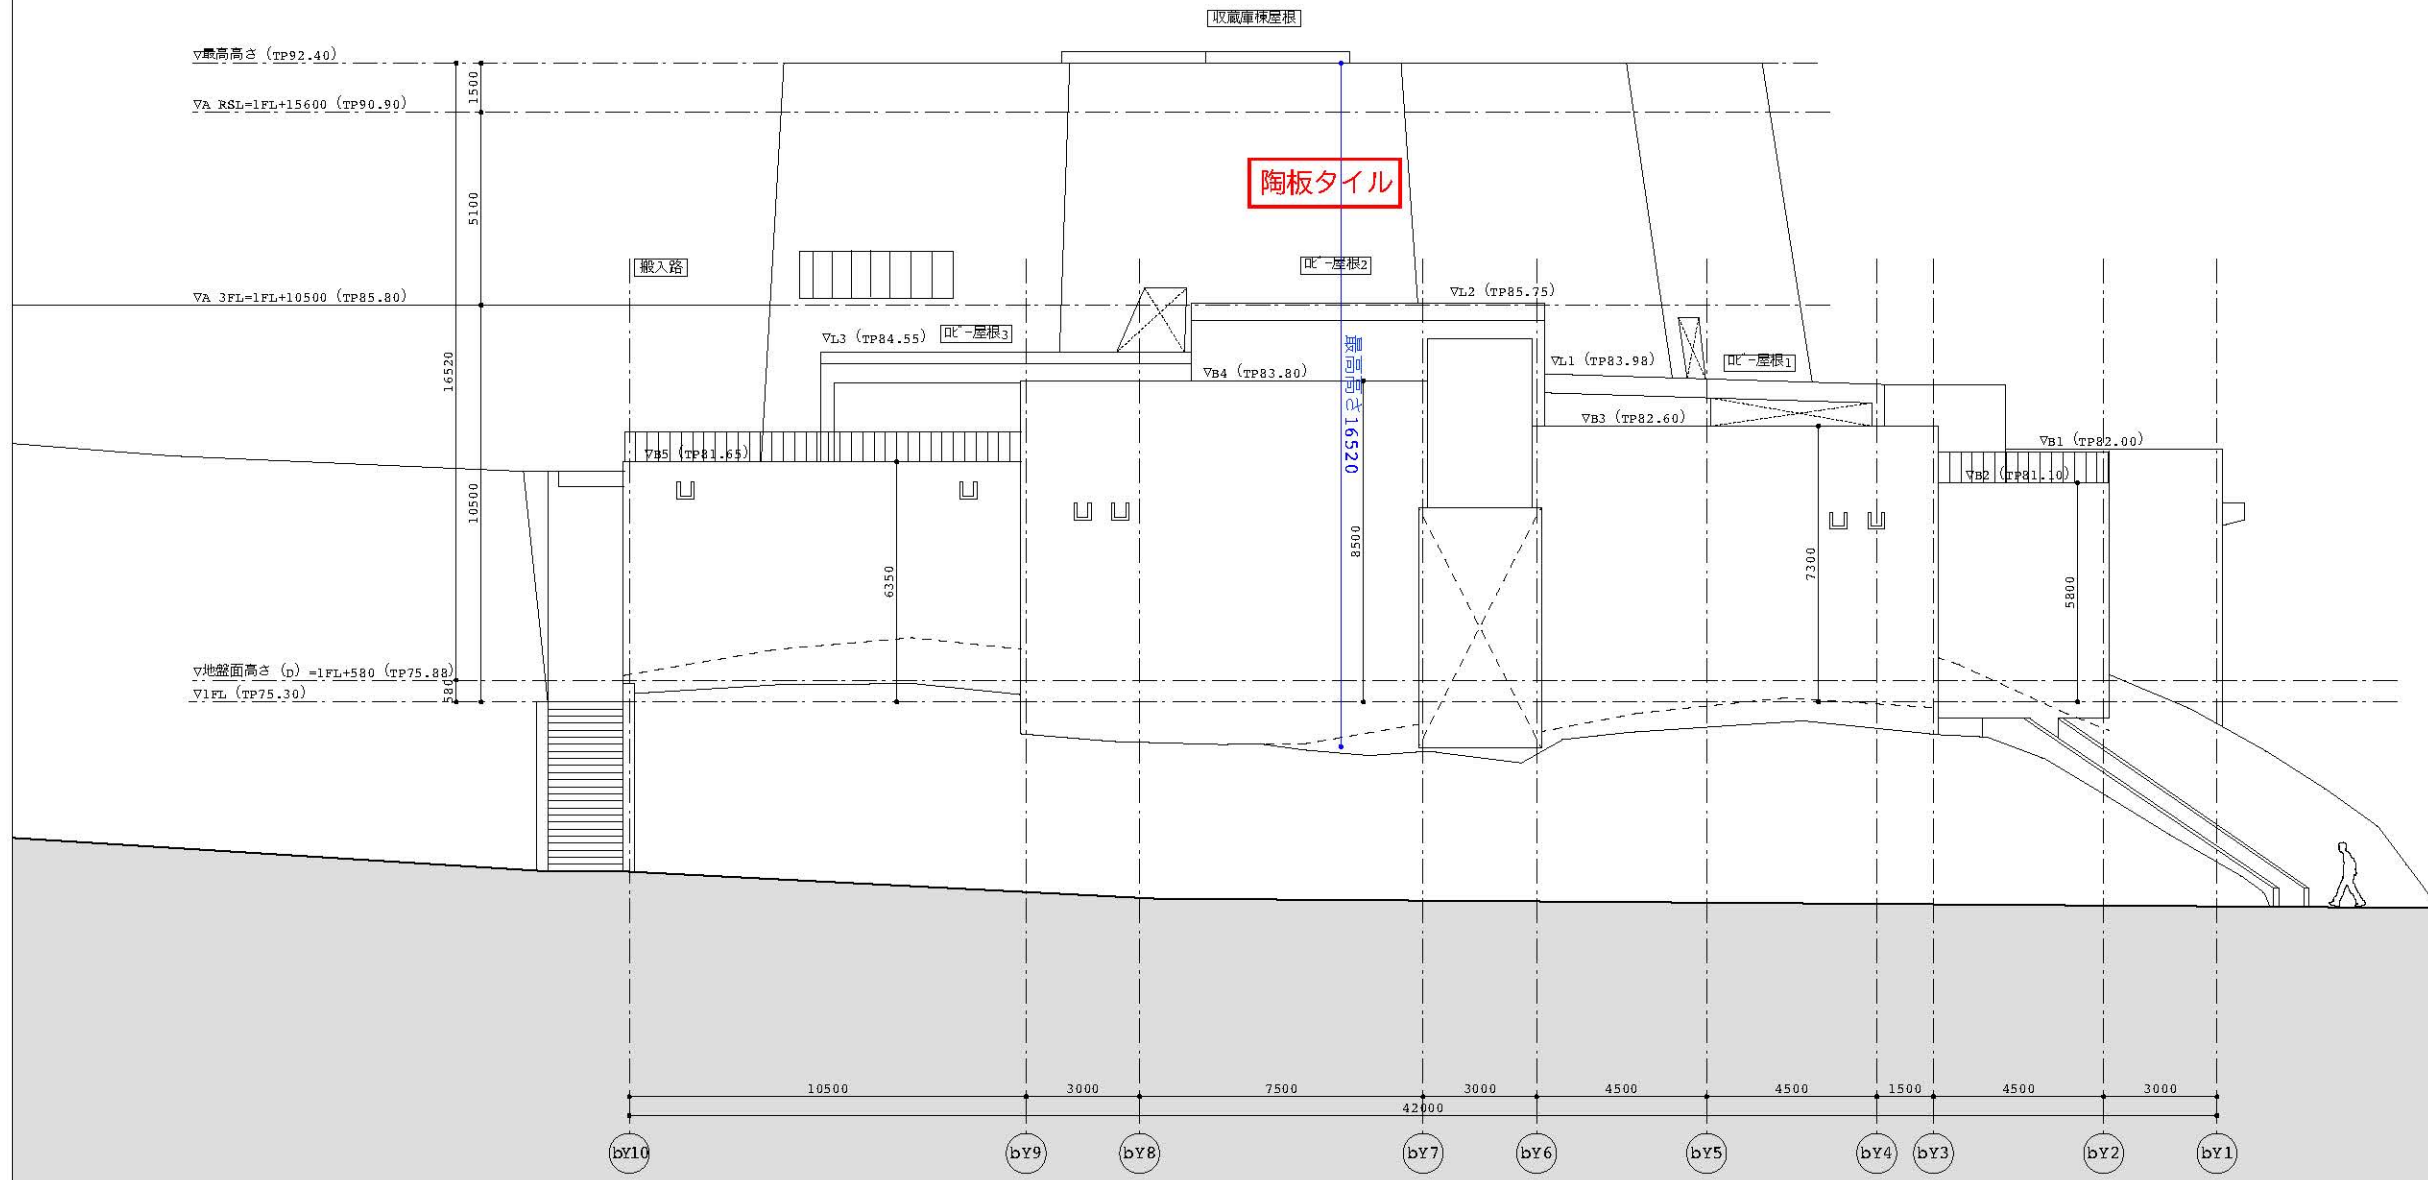 収蔵庫棟屋根
▽最高高さ (TP92.40)
1500
▽A RSL=1FL+15600 (TP90.90)
陶板タイル
5100
搬入路
ロビー屋根2
▽A 3FL=1FL+10500 (TP85.80)
▽L2 (TP85.75)
▽L3 (TP84.55)
ロビー屋根3
最高高さ16520
▽L1 (TP83.98)
ロビー屋根1
16520
▽B4 (TP83.80)
▽B3 (TP82.60)
▽B1 (TP82.00)
▽B5 (TP81.65)
▽B2 (TP81.10)
10500
6350
8500
7300
5800
▽地盤面高さ (D) =1FL+580 (TP75.88)
580
▽1FL (TP75.30)
10500
3000
7500
3000
4500
4500
1500
4500
3000
42000
bY10
bY9
bY8
bY7
bY6
bY5
bY4
bY3
bY2
bY1